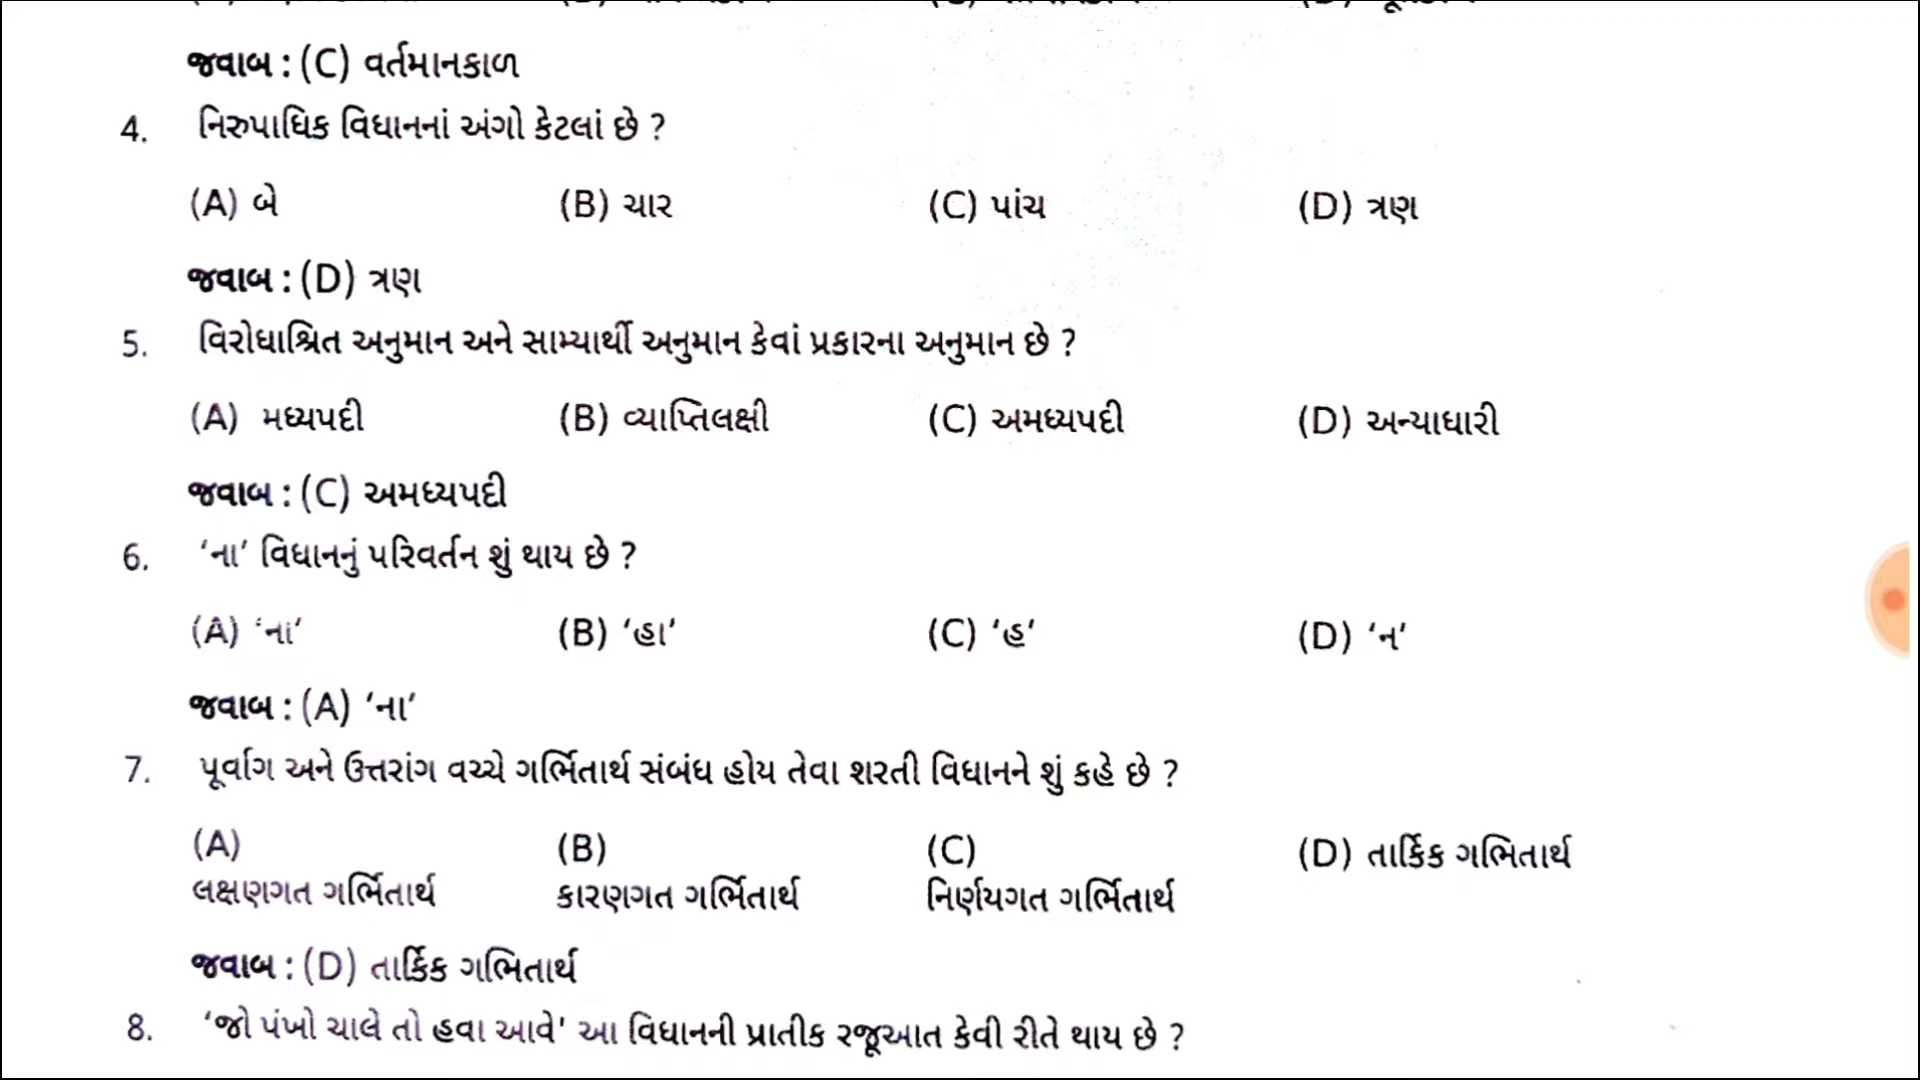 જવાબ : (C) વર્તમાનકાળ
4. નિરુપાધિક વિધાનનાં અંગો કેટલાં છે ?
(A) બે (B) ચાર (C) પાંચ (D) ત્રણ
જવાબ : (D) ત્રણ
5. વિરોધાશ્રિત અનુમાન અને સામ્યાર્થી અનુમાન કેવાં પ્રકારના અનુમાન છે ?
(A) મધ્યપદી (B) વ્યાપ્તિલક્ષી (C) અમધ્યપદી (D) અન્યાધારી
જવાબ : (C) અમધ્યપદી
6. ‘ના’ વિધાનનું પરિવર્તન શું થાય છે ?
(A) ‘ના’ (B) ‘હા’ (C) ‘હ’ (D) ‘ન’
જવાબ : (A) ‘ના’
7. પૂર્વાગ અને ઉત્તરાંગ વચ્ચે ગર્ભિતાર્થ સંબંધ હોય તેવા શરતી વિધાનને શું કહે છે ?
(A) (B) (C) (D) તાર્કિક ગભિતાર્થ
લક્ષણગત ગર્ભિતાર્થ કારણગત ગર્ભિતાર્થ નિર્ણયગત ગર્ભિતાર્થ
જવાબ : (D) તાર્કિક ગભિતાર્થ
8. ‘જો પંખો ચાલે તો હવા આવે’ આ વિધાનની પ્રાતીક રજૂઆત કેવી રીતે થાય છે ?